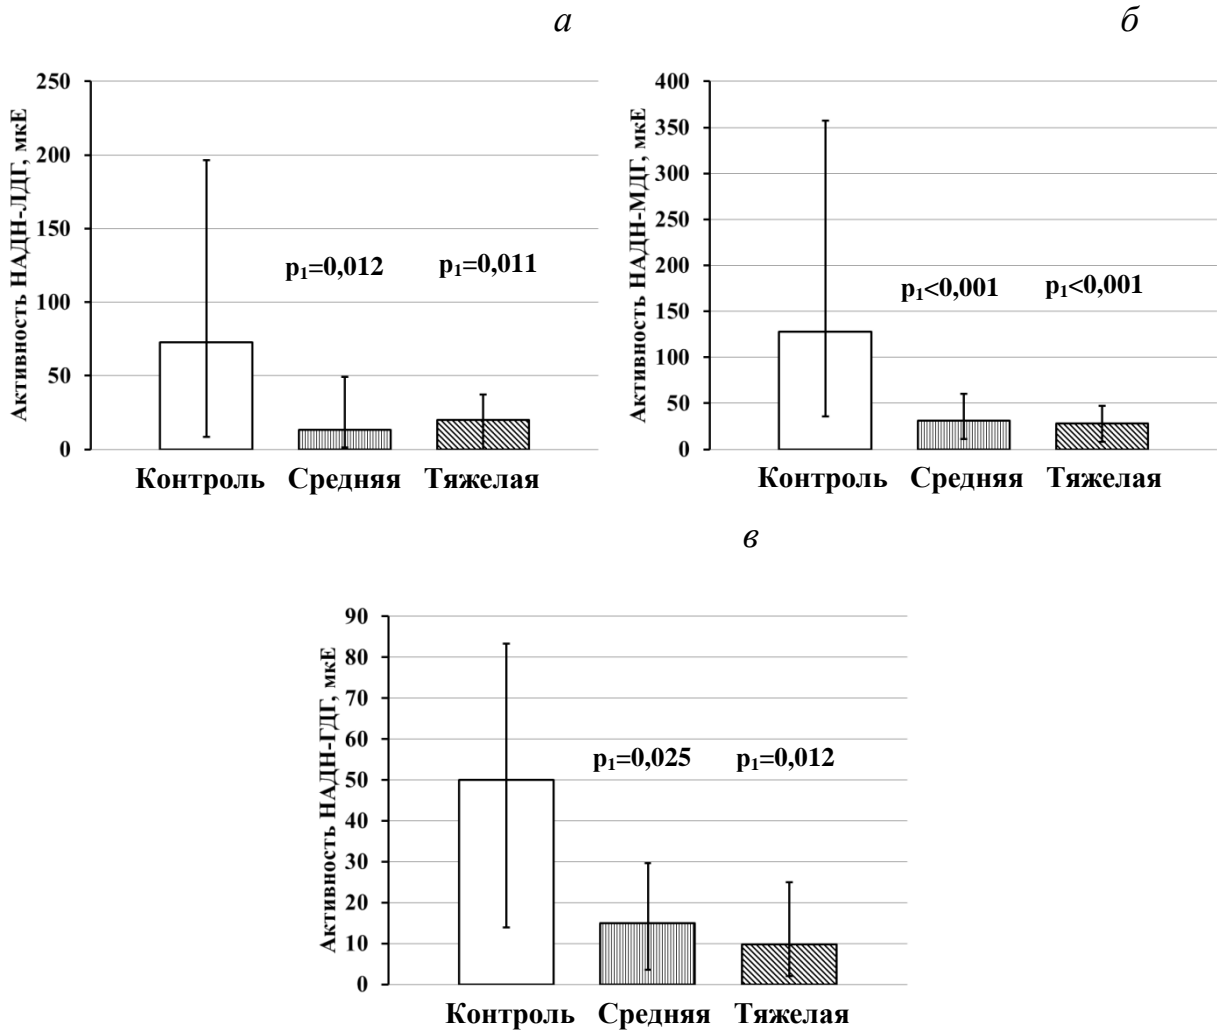 а
Активность НАДН-ЛДГ, мкЕ
250
200
150
100
50
0
p₁=0,012 p₁=0,011
Контроль Средняя Тяжелая
б
Активность НАДН-МДГ, мкЕ
400
350
300
250
200
150
100
50
0
p₁<0,001 p₁<0,001
Контроль Средняя Тяжелая
в
Активность НАДН-ГДГ, мкЕ
90
80
70
60
50
40
30
20
10
0
p₁=0,025 p₁=0,012
Контроль Средняя Тяжелая